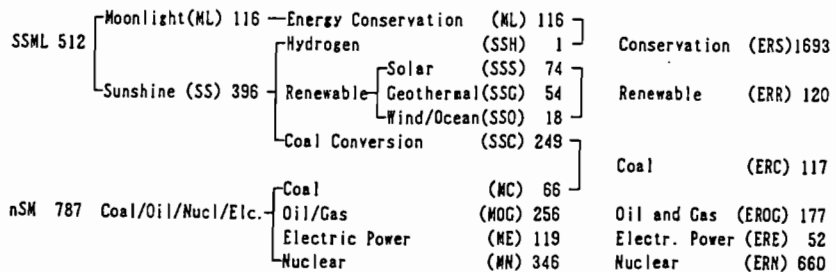 Moonlight(ML) 116 Energy Conservation (ML) 116
SSML 512 Hydrogen (SSH) 1 Conservation (ERS)1693
Solar (SSS) 74
Sunshine (SS) 396 Renewable Geothermal(SSG) 54 Renewable (ERR) 120
Wind/Ocean(SSO) 18
Coal Conversion (SSC) 249
Coal (ERC) 117
Coal (MC) 66
nSM 787 Coal/Oil/Nucl/Elc. Oil/Gas (MOG) 256 Oil and Gas (EROG) 177
Electric Power (ME) 119 Electr. Power (ERE) 52
Nuclear (MN) 346 Nuclear (ERN) 660